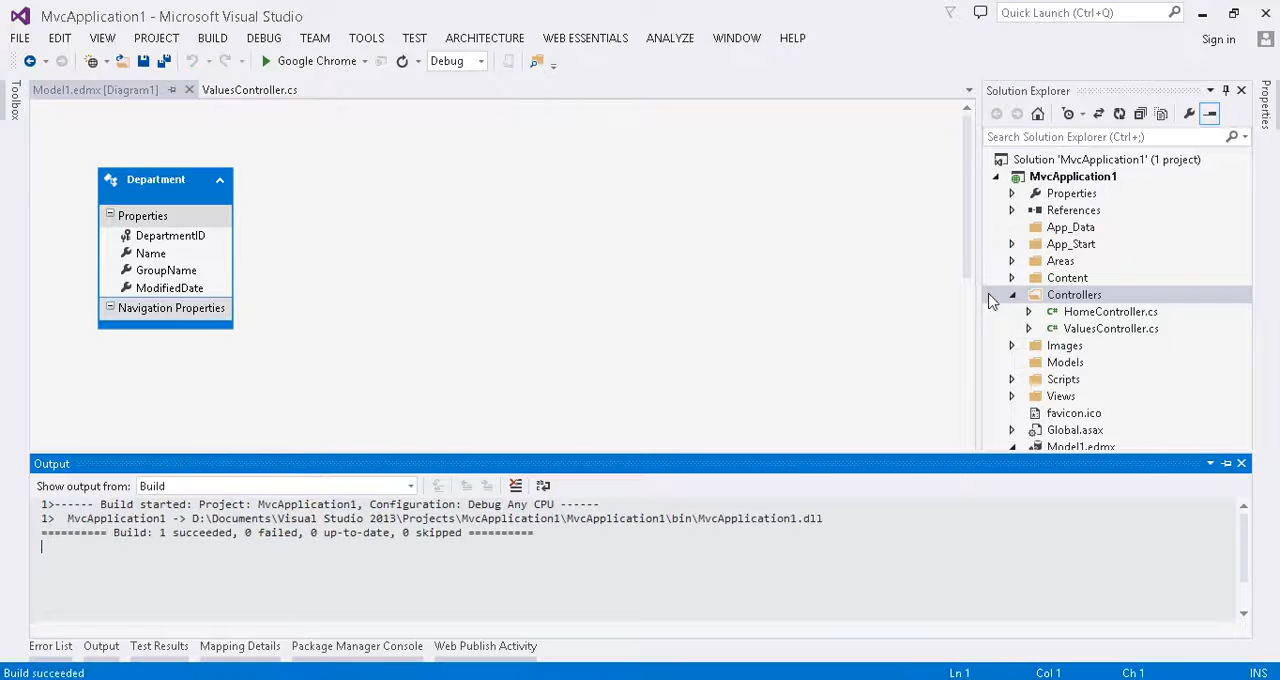 MvcApplication1 - Microsoft Visual Studio
Quick Launch (Ctrl+Q)
FILE EDIT VIEW PROJECT BUILD DEBUG TEAM TOOLS TEST ARCHITECTURE WEB ESSENTIALS ANALYZE WINDOW HELP
Sign in
Google Chrome Debug
Toolbox
Model1.edmx [Diagram1] ValuesController.cs
Department
Properties
DepartmentID
Name
GroupName
ModifiedDate
Navigation Properties
Solution Explorer
Search Solution Explorer (Ctrl+;)
Solution 'MvcApplication1' (1 project)
MvcApplication1
Properties
References
App_Data
App_Start
Areas
Content
Controllers
HomeController.cs
ValuesController.cs
Images
Models
Scripts
Views
favicon.ico
Global.asax
Model1.edmx
Properties
Output
Show output from: Build
1>------ Build started: Project: MvcApplication1, Configuration: Debug Any CPU ------
1>  MvcApplication1 -> D:\Documents\Visual Studio 2013\Projects\MvcApplication1\MvcApplication1\bin\MvcApplication1.dll
========== Build: 1 succeeded, 0 failed, 0 up-to-date, 0 skipped ==========
Error List Output Test Results Mapping Details Package Manager Console Web Publish Activity
Build succeeded Ln 1 Col 1 Ch 1 INS